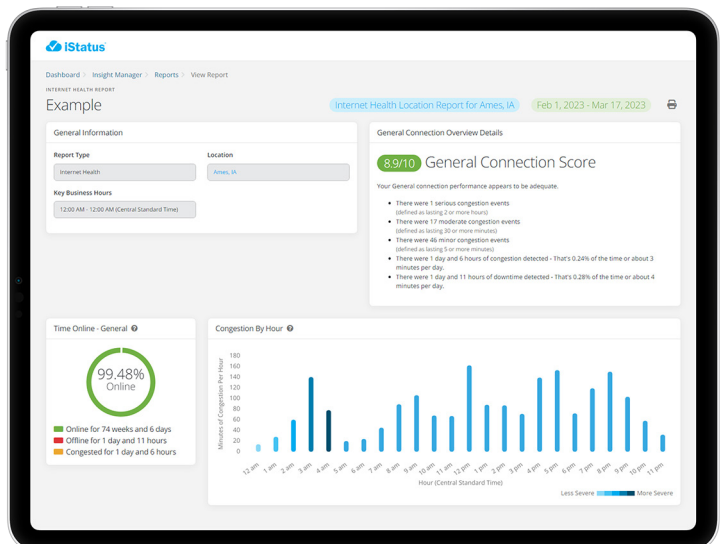 iStatus
Dashboard > Insight Manager > Reports > View Report
INTERNET HEALTH REPORT
Example
Internet Health Location Report for Ames, IA
Feb 1, 2023 - Mar 17, 2023
General Information
Report Type
Location
Internet Health
Ames, IA
Key Business Hours
12:00 AM - 12:00 AM (Central Standard Time)
General Connection Overview Details
8.9/10 General Connection Score
Your General connection performance appears to be adequate.
• There were 1 serious congestion events
(defined as lasting 2 or more hours)
• There were 17 moderate congestion events
(defined as lasting 30 or more minutes)
• There were 46 minor congestion events
(defined as lasting 5 or more minutes)
• There were 1 day and 6 hours of congestion detected - That's 0.24% of the time or about 3
minutes per day.
• There were 1 day and 11 hours of downtime detected - That's 0.28% of the time or about 4
minutes per day.
Time Online - General ?
99.48%
Online
Online for 74 weeks and 6 days
Offline for 1 day and 11 hours
Congested for 1 day and 6 hours
Congestion By Hour ?
Minutes of Congestion Per Hour
180
160
140
120
100
80
60
40
20
0
12 am 1 am 2 am 3 am 4 am 5 am 6 am 7 am 8 am 9 am 10 am 11 am 12 pm 1 pm 2 pm 3 pm 4 pm 5 pm 6 pm 7 pm 8 pm 9 pm 10 pm 11 pm
Hour (Central Standard Time)
Less Severe More Severe